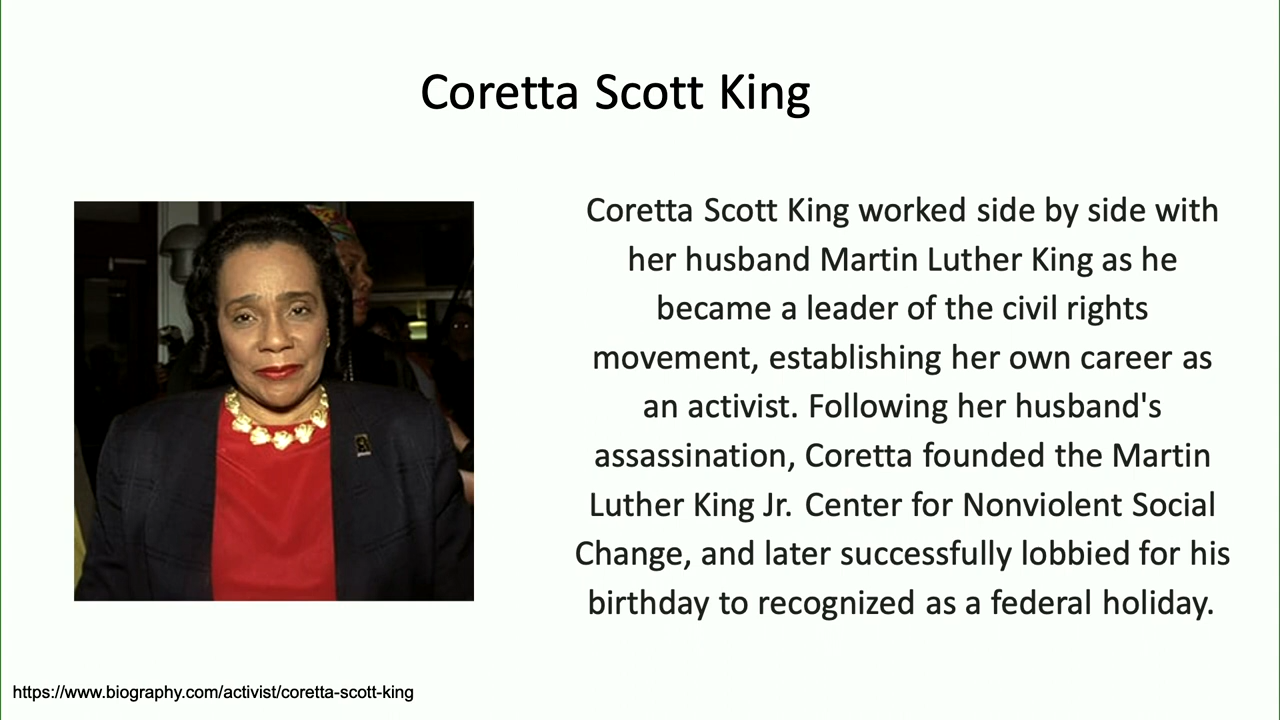 Coretta Scott King
Coretta Scott King worked side by side with
her husband Martin Luther King as he
became a leader of the civil rights
movement, establishing her own career as
an activist. Following her husband's
assassination, Coretta founded the Martin
Luther King Jr. Center for Nonviolent Social
Change, and later successfully lobbied for his
birthday to recognized as a federal holiday.
https://www.biography.com/activist/coretta-scott-king